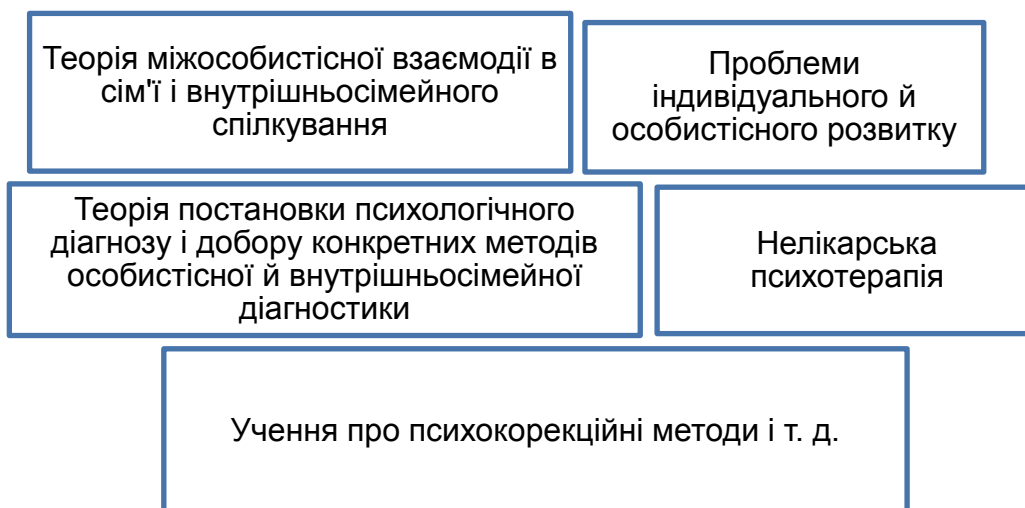 Теорія міжособистісної взаємодії в
сім'ї і внутрішньосімейного
спілкування
Проблеми
індивідуального й
особистісного розвитку
Теорія постановки психологічного
діагнозу і добору конкретних методів
особистісної й внутрішньосімейної
діагностики
Нелікарська
психотерапія
Учення про психокорекційні методи і т. д.